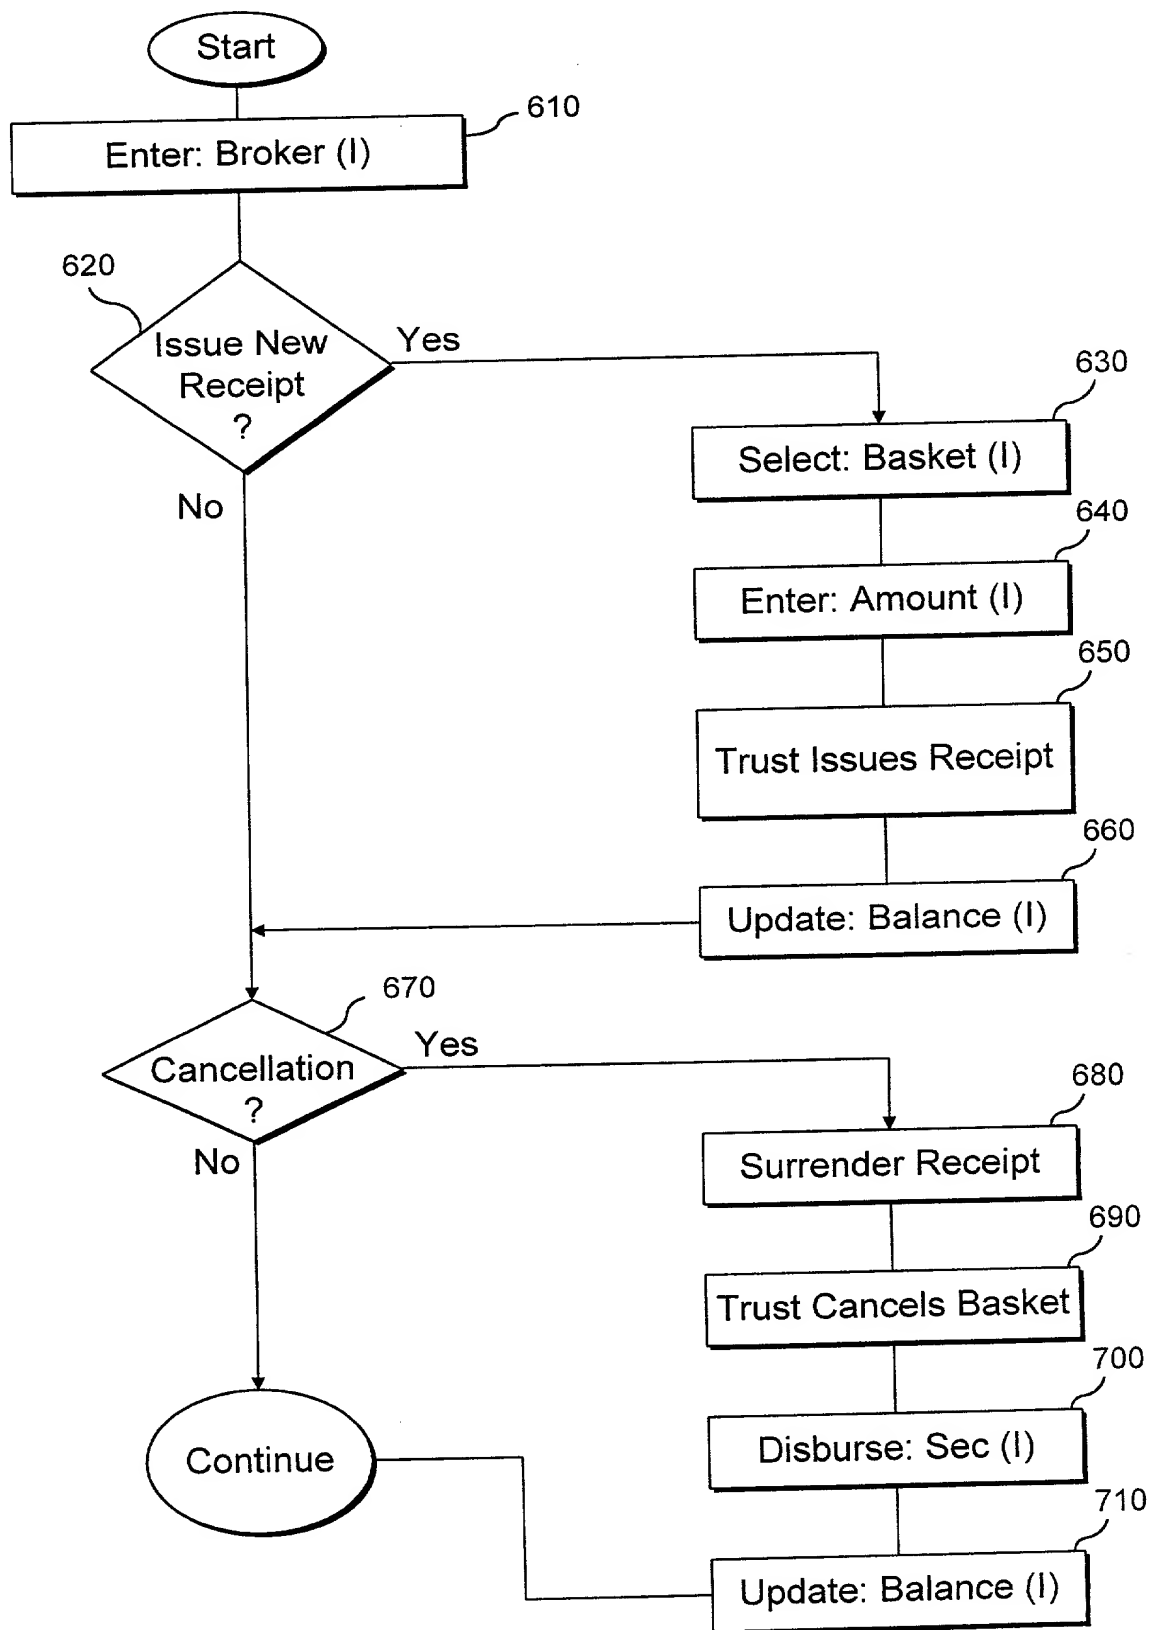 Start
610
Enter: Broker (I)
620
Issue New
Receipt
?
Yes
No
630
Select: Basket (I)
640
Enter: Amount (I)
650
Trust Issues Receipt
660
Update: Balance (I)
670
Cancellation
?
Yes
No
680
Surrender Receipt
690
Trust Cancels Basket
700
Disburse: Sec (I)
Continue
710
Update: Balance (I)